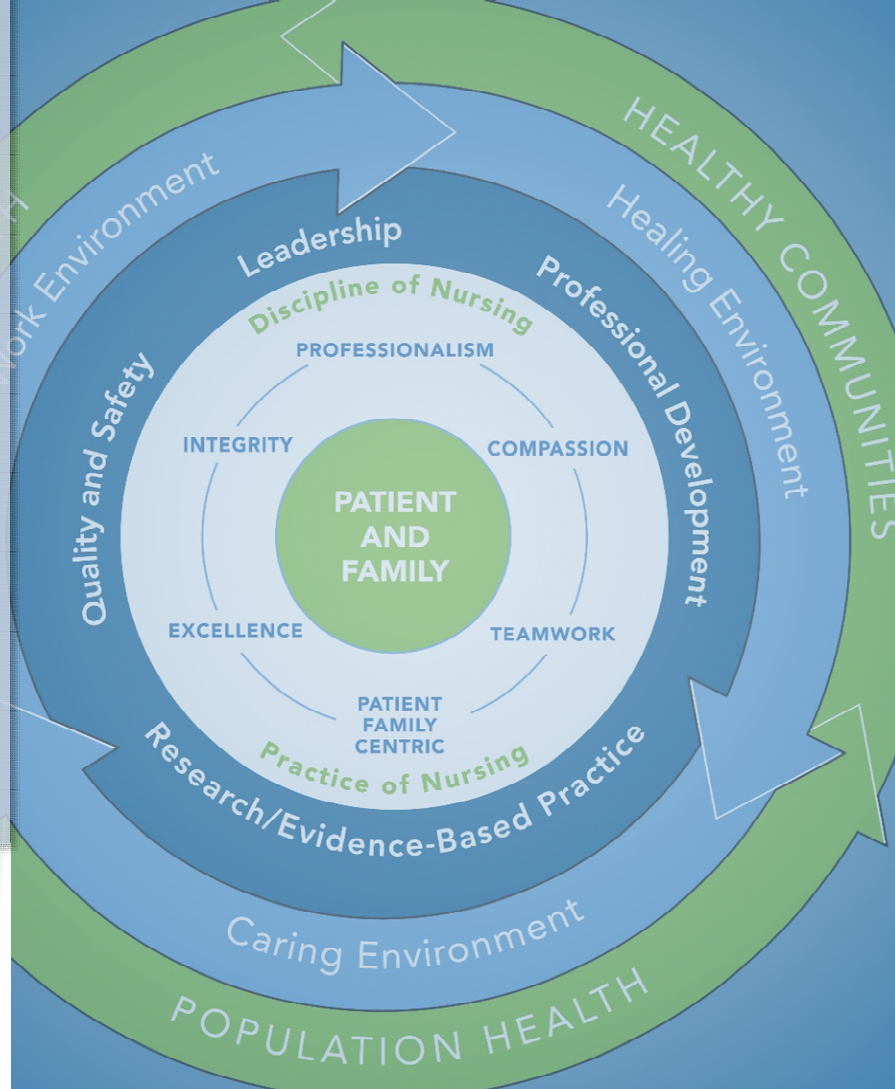 HEALTHY COMMUNITIES
Healing Environment
Work Environment
Leadership
Professional Development
Quality and Safety
Discipline of Nursing
PROFESSIONALISM
INTEGRITY
COMPASSION
PATIENT
AND
FAMILY
EXCELLENCE
TEAMWORK
PATIENT
FAMILY
CENTRIC
Practice of Nursing
Research/Evidence-Based Practice
Caring Environment
POPULATION HEALTH